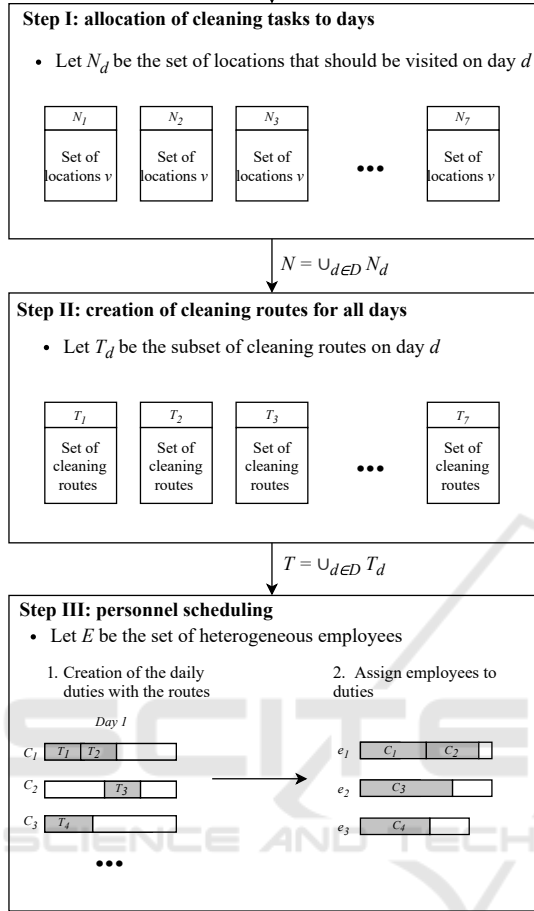 Step I: allocation of cleaning tasks to days
• Let N_d be the set of locations that should be visited on day d
N_1 N_2 N_3 N_7
Set of Set of Set of Set of
locations v locations v locations v ••• locations v
N = ∪_{d∈D} N_d
Step II: creation of cleaning routes for all days
• Let T_d be the subset of cleaning routes on day d
T_1 T_2 T_3 T_7
Set of Set of Set of Set of
cleaning cleaning cleaning ••• cleaning
routes routes routes routes
T = ∪_{d∈D} T_d
Step III: personnel scheduling
• Let E be the set of heterogeneous employees
1. Creation of the daily
duties with the routes
2. Assign employees to
duties
Day 1
C_1 T_1 T_2
C_2 T_3
C_3 T_4
•••
e_1 C_1 C_2
e_2 C_3
e_3 C_4
SCITE
SCIENCE AND TECH